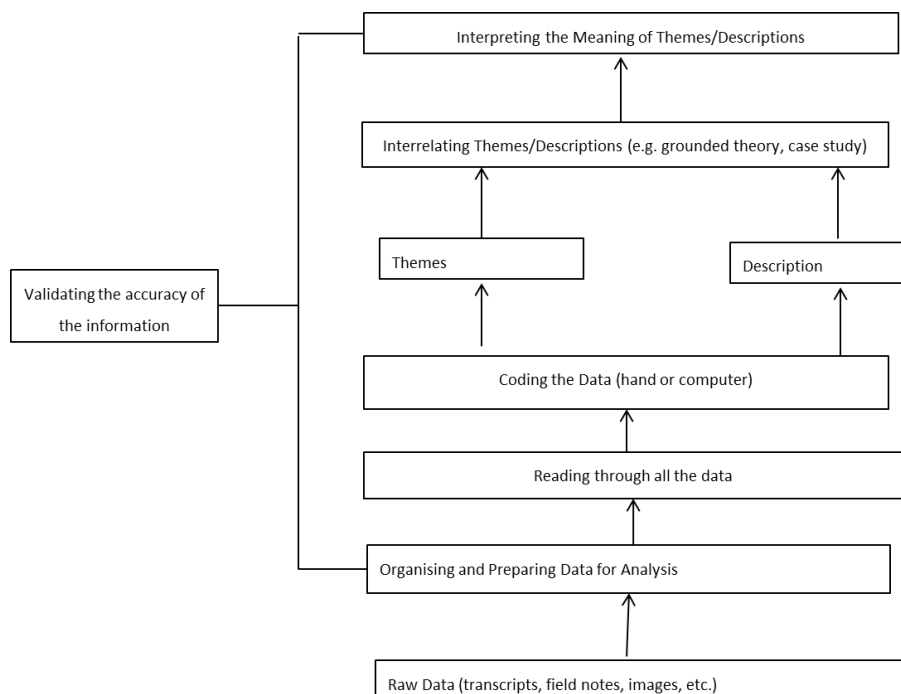 Interpreting the Meaning of Themes/Descriptions
Interrelating Themes/Descriptions (e.g. grounded theory, case study)
Themes
Description
Validating the accuracy of
the information
Coding the Data (hand or computer)
Reading through all the data
Organising and Preparing Data for Analysis
Raw Data (transcripts, field notes, images, etc.)